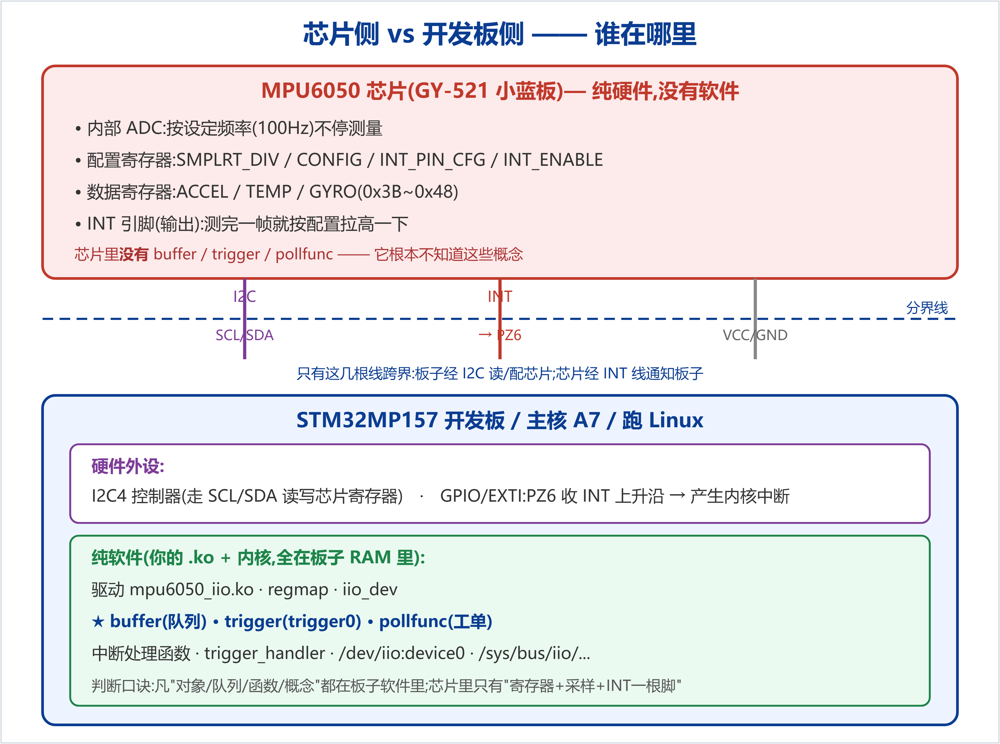 芯片侧 vs 开发板侧 —— 谁在哪里
MPU6050 芯片(GY-521 小蓝板)— 纯硬件,没有软件
• 内部 ADC:按设定频率(100Hz)不停测量
• 配置寄存器:SMPLRT_DIV / CONFIG / INT_PIN_CFG / INT_ENABLE
• 数据寄存器:ACCEL / TEMP / GYRO(0x3B~0x48)
• INT 引脚(输出):测完一帧就按配置拉高一下
芯片里没有 buffer / trigger / pollfunc —— 它根本不知道这些概念
I2C
INT
分界线
SCL/SDA
→ PZ6
VCC/GND
只有这几根线跨界:板子经 I2C 读/配芯片;芯片经 INT 线通知板子
STM32MP157 开发板 / 主核 A7 / 跑 Linux
硬件外设:
I2C4 控制器(走 SCL/SDA 读写芯片寄存器) · GPIO/EXTI:PZ6 收 INT 上升沿 → 产生内核中断
纯软件(你的 .ko + 内核,全在板子 RAM 里):
驱动 mpu6050_iio.ko · regmap · iio_dev
★ buffer(队列) • trigger(trigger0) • pollfunc(工单)
中断处理函数 · trigger_handler · /dev/iio:device0 · /sys/bus/iio/...
判断口诀:凡"对象/队列/函数/概念"都在板子软件里;芯片里只有"寄存器+采样+INT一根脚"